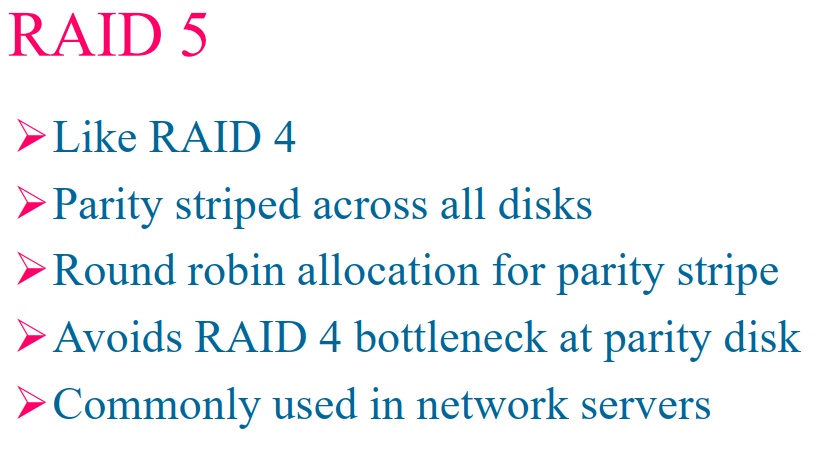 RAID 5
➢Like RAID 4
➢Parity striped across all disks
➢Round robin allocation for parity stripe
➢Avoids RAID 4 bottleneck at parity disk
➢Commonly used in network servers